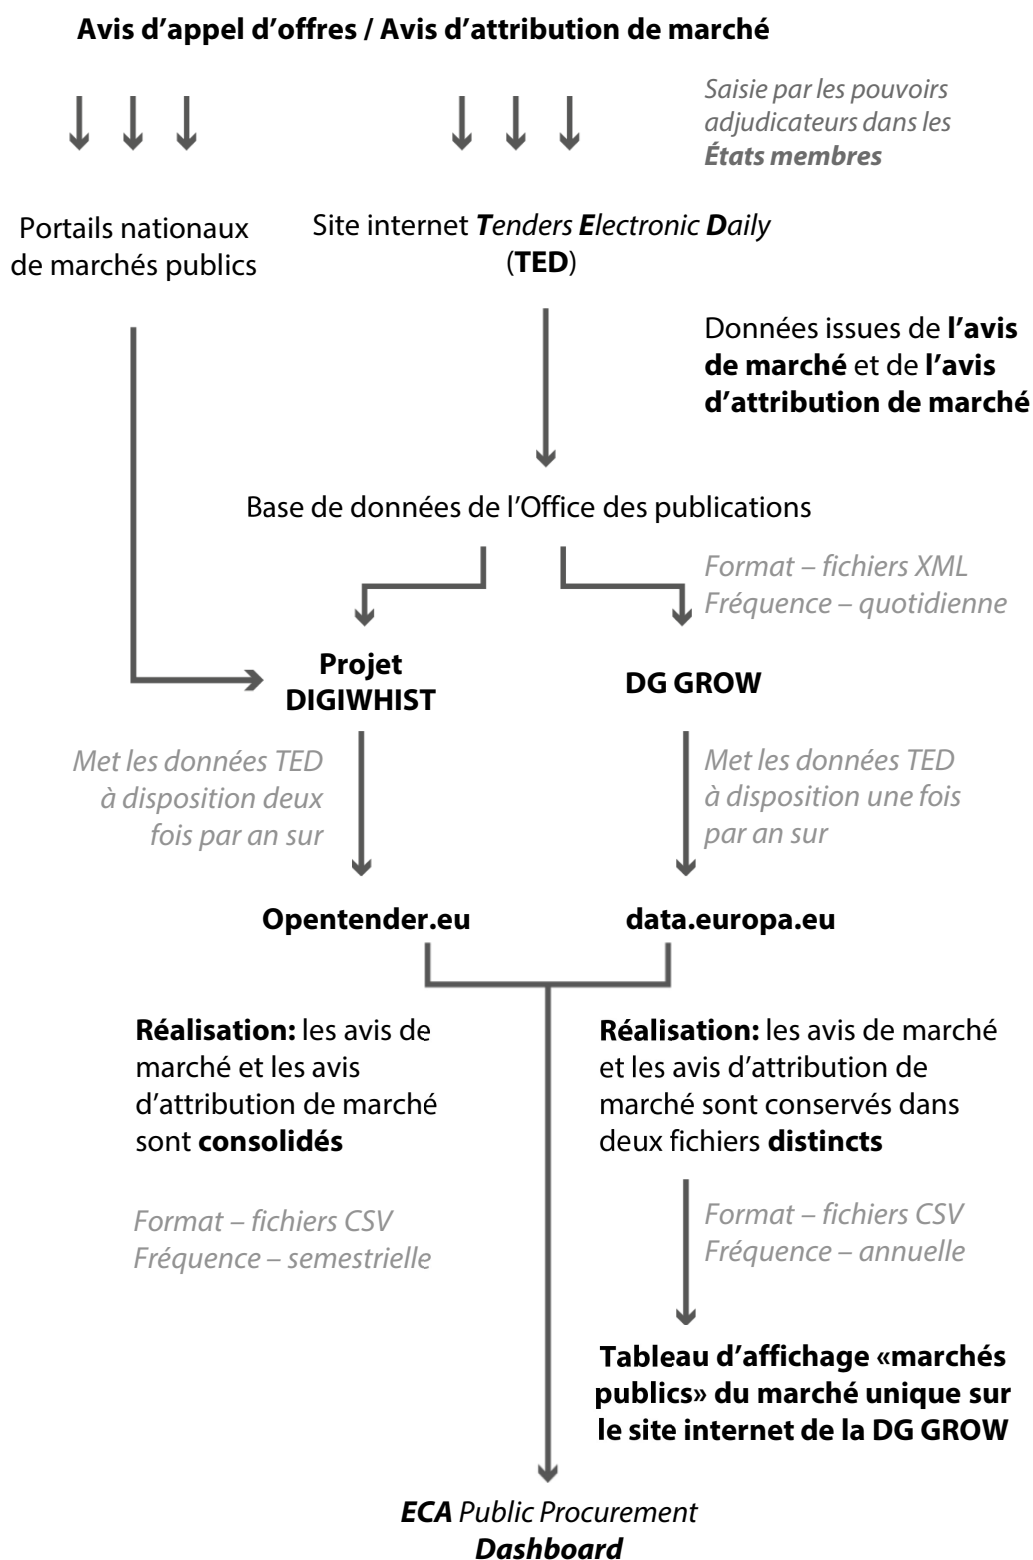 Avis d’appel d’offres / Avis d’attribution de marché
Saisie par les pouvoirs
adjudicateurs dans les
États membres
Portails nationaux
de marchés publics
Site internet Tenders Electronic Daily
(TED)
Données issues de l’avis
de marché et de l’avis
d’attribution de marché
Base de données de l’Office des publications
Format – fichiers XML
Fréquence – quotidienne
Projet
DIGIWHIST
DG GROW
Met les données TED
à disposition deux
fois par an sur
Met les données TED
à disposition une fois
par an sur
Opentender.eu
data.europa.eu
Réalisation: les avis de
marché et les avis
d’attribution de marché
sont consolidés
Réalisation: les avis de marché
et les avis d’attribution de
marché sont conservés dans
deux fichiers distincts
Format – fichiers CSV
Fréquence – semestrielle
Format – fichiers CSV
Fréquence – annuelle
Tableau d’affichage «marchés
publics» du marché unique sur
le site internet de la DG GROW
ECA Public Procurement
Dashboard